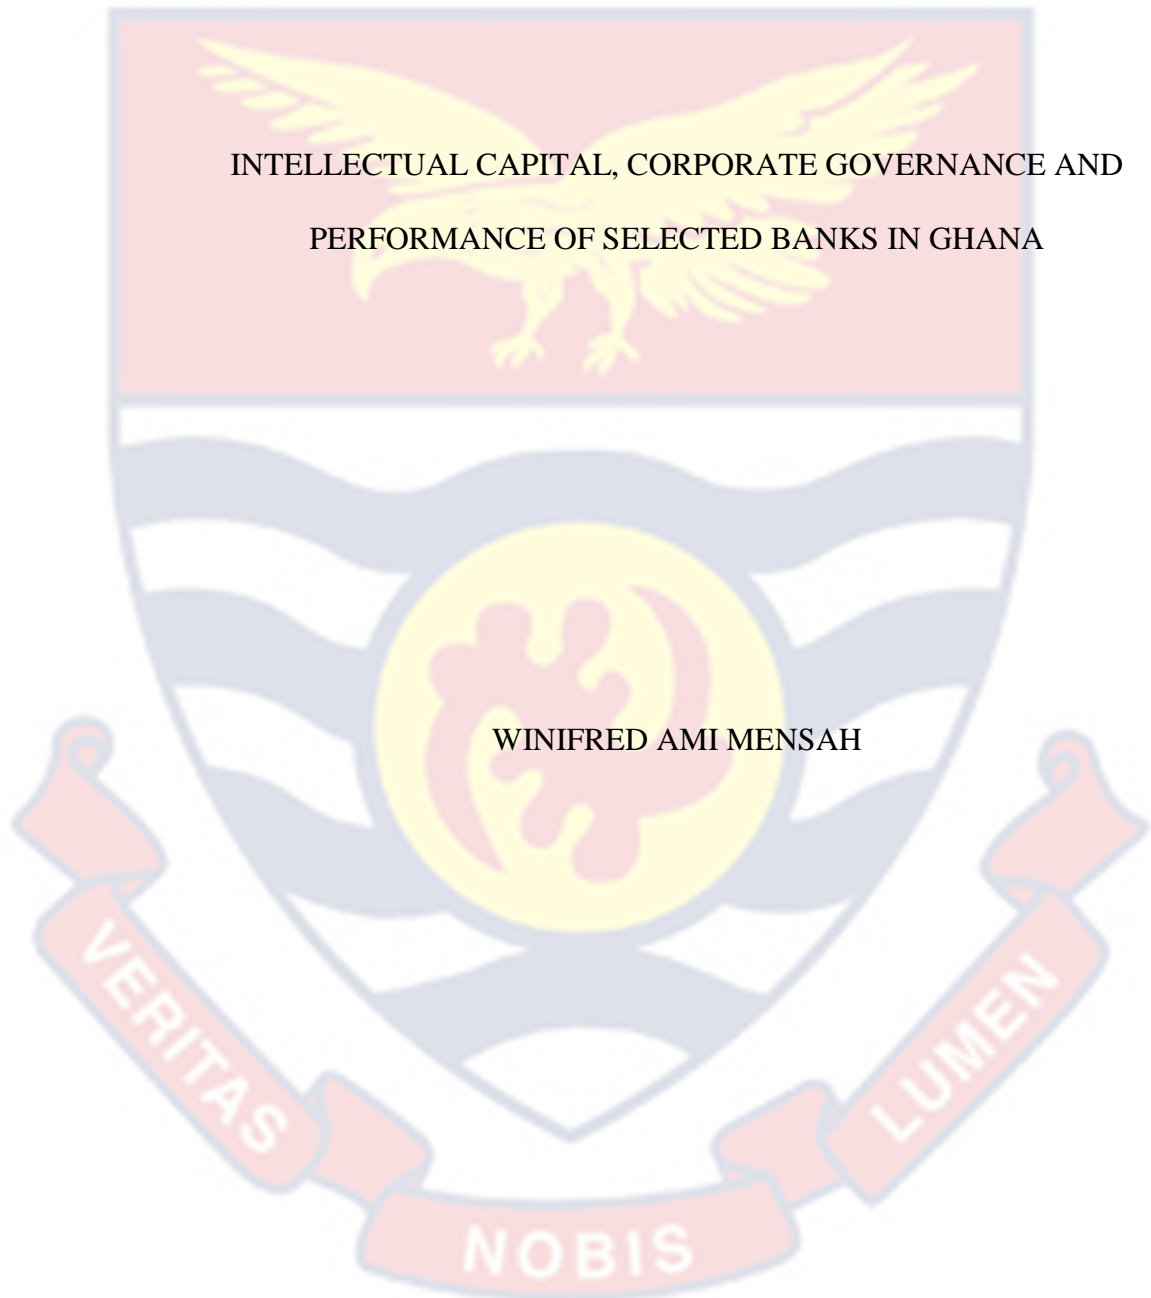 INTELLECTUAL CAPITAL, CORPORATE GOVERNANCE AND
PERFORMANCE OF SELECTED BANKS IN GHANA
WINIFRED AMI MENSAH
VERITAS
NOBIS
LUMEN